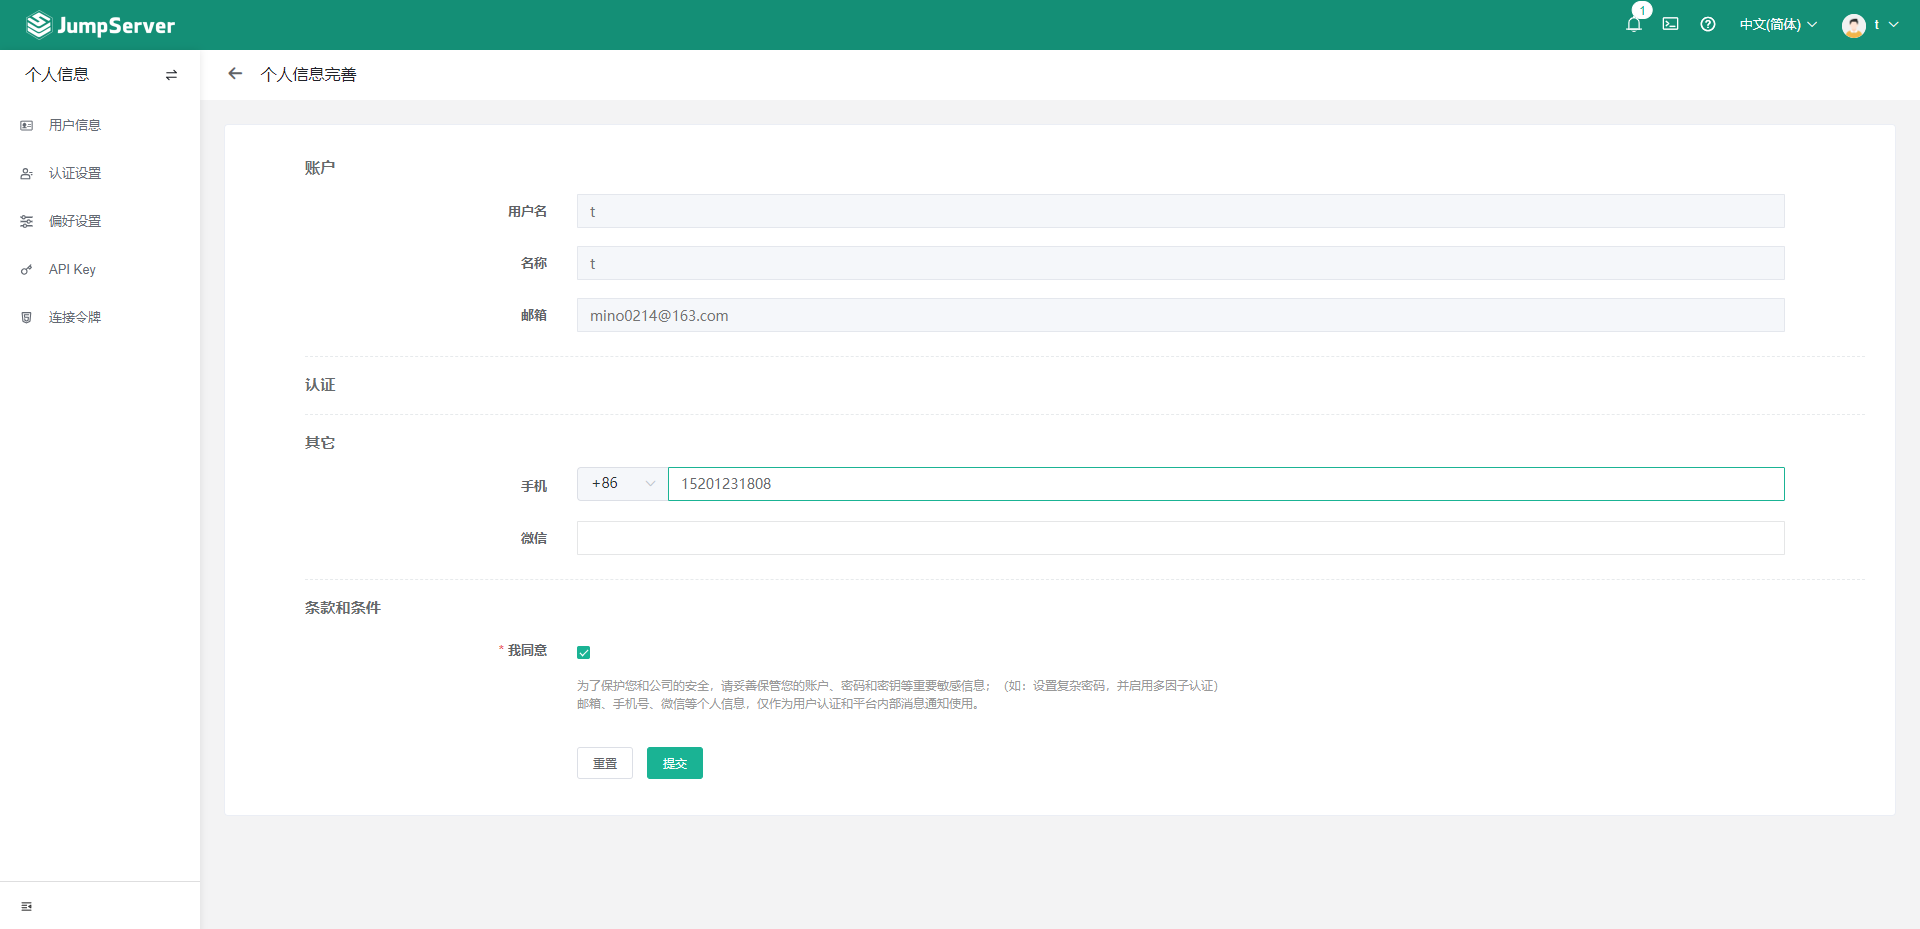 JumpServer
1
中文(简体)
t
个人信息
个人信息完善
用户信息
认证设置
偏好设置
API Key
连接令牌
账户
用户名
t
名称
t
邮箱
mino0214@163.com
认证
其它
手机
+86
15201231808
微信
条款和条件
* 我同意
为了保护您和公司的安全，请妥善保管您的账户、密码和密钥等重要敏感信息；（如：设置复杂密码，并启用多因子认证）
邮箱、手机号、微信等个人信息，仅作为用户认证和平台内部消息通知使用。
重置
提交